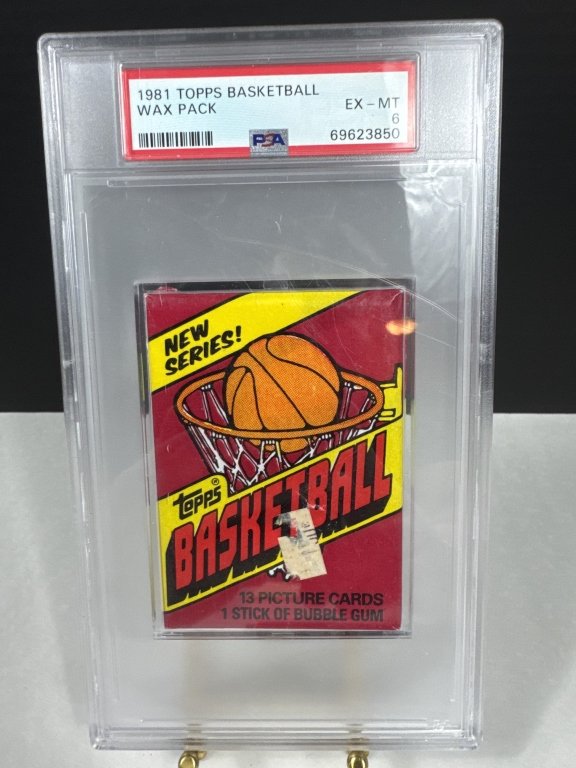 1981 TOPPS BASKETBALL
WAX PACK
EX - MT
6
69623850
PSA
NEW
SERIES!
topps®
BASKETBALL
13 PICTURE CARDS
1 STICK OF BUBBLE GUM